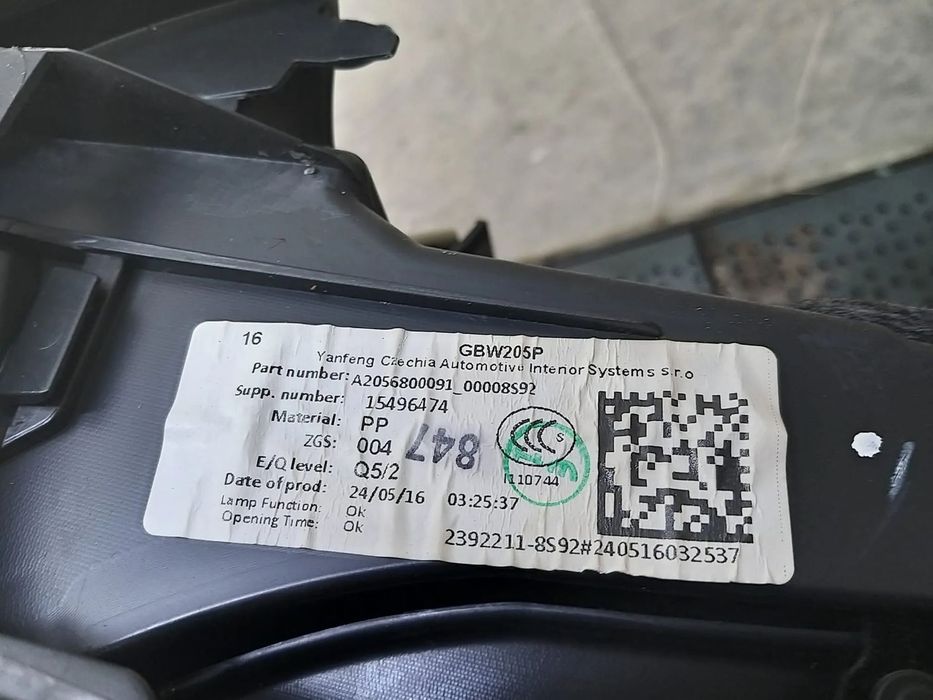 16
GBW205P
Yanfeng Czechia Automotive Interior Systems s.r.o
Part number: A2056800091_00008S92
Supp. number: 15496474
Material: PP
847
ZGS: 004
E/Q level: Q5/2
CCC S
I110744
Date of prod: 24/05/16 03:25:37
Lamp Function: Ok
Opening Time: Ok
2392211-8S92#240516032537